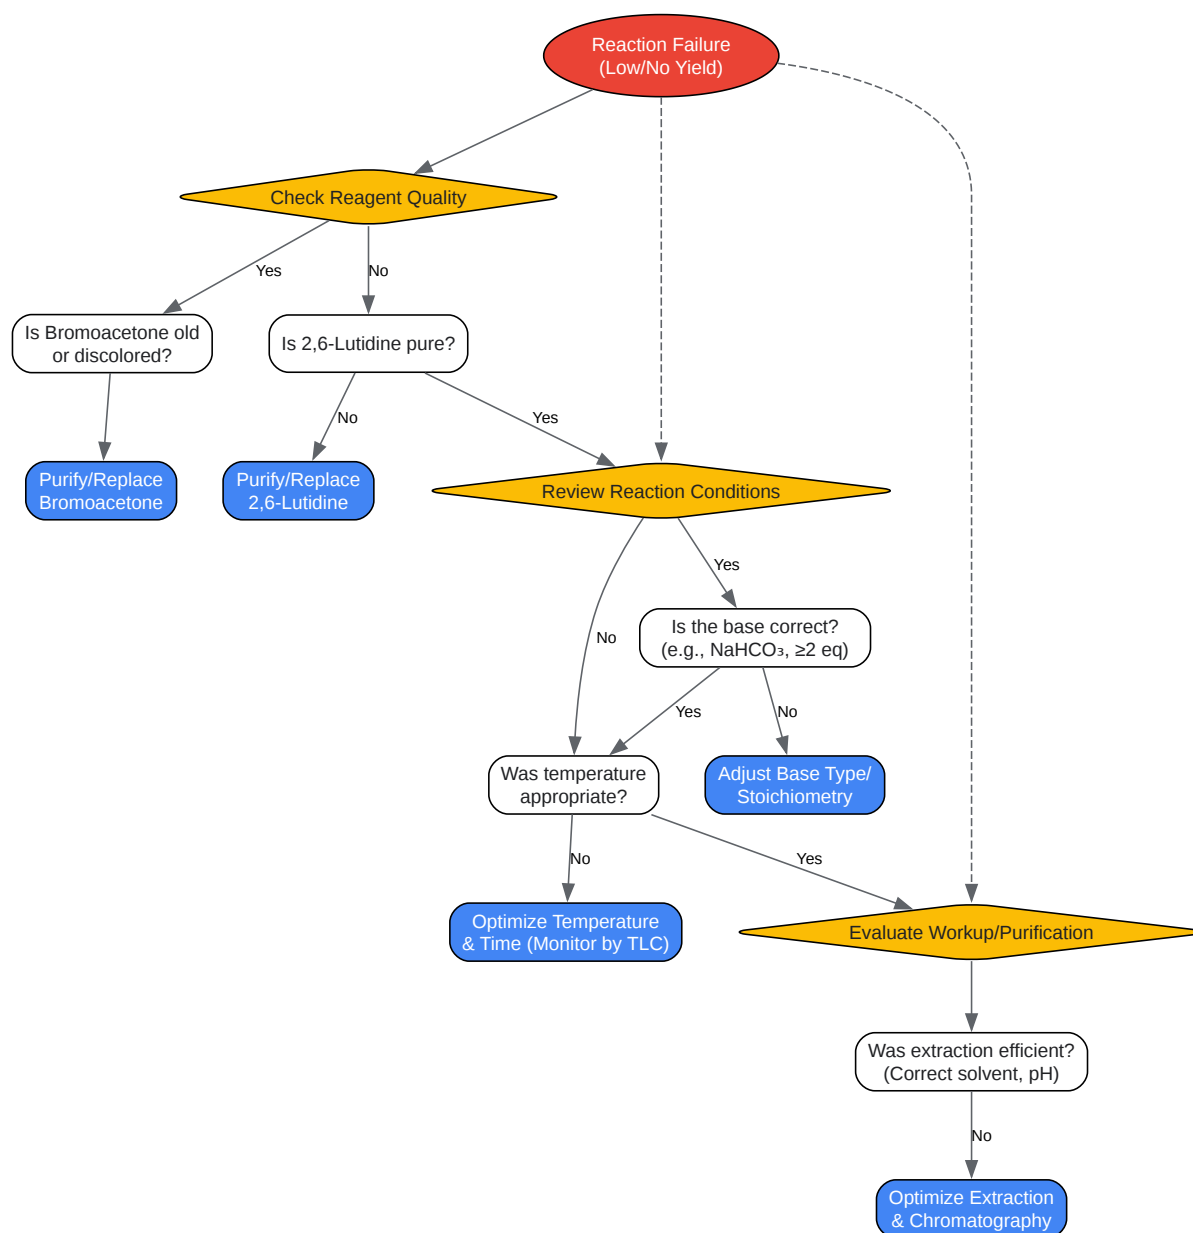 Reaction Failure
(Low/No Yield)
Check Reagent Quality
Yes
No
Is Bromoacetone old
or discolored?
Is 2,6-Lutidine pure?
No
Yes
Purify/Replace
Bromoacetone
Purify/Replace
2,6-Lutidine
Review Reaction Conditions
Yes
No
Is the base correct?
(e.g., NaHCO₃, ≥2 eq)
Yes
No
Was temperature
appropriate?
Adjust Base Type/
Stoichiometry
No
Yes
Optimize Temperature
& Time (Monitor by TLC)
Evaluate Workup/Purification
Was extraction efficient?
(Correct solvent, pH)
No
Optimize Extraction
& Chromatography